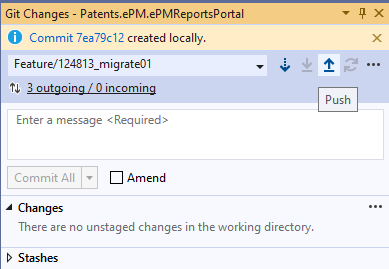 Git Changes - Patents.ePM.ePMReportsPortal
Commit 7ea79c12 created locally.
Feature/124813_migrate01
3 outgoing / 0 incoming
Push
Enter a message <Required>
Commit All
Amend
Changes
There are no unstaged changes in the working directory.
Stashes